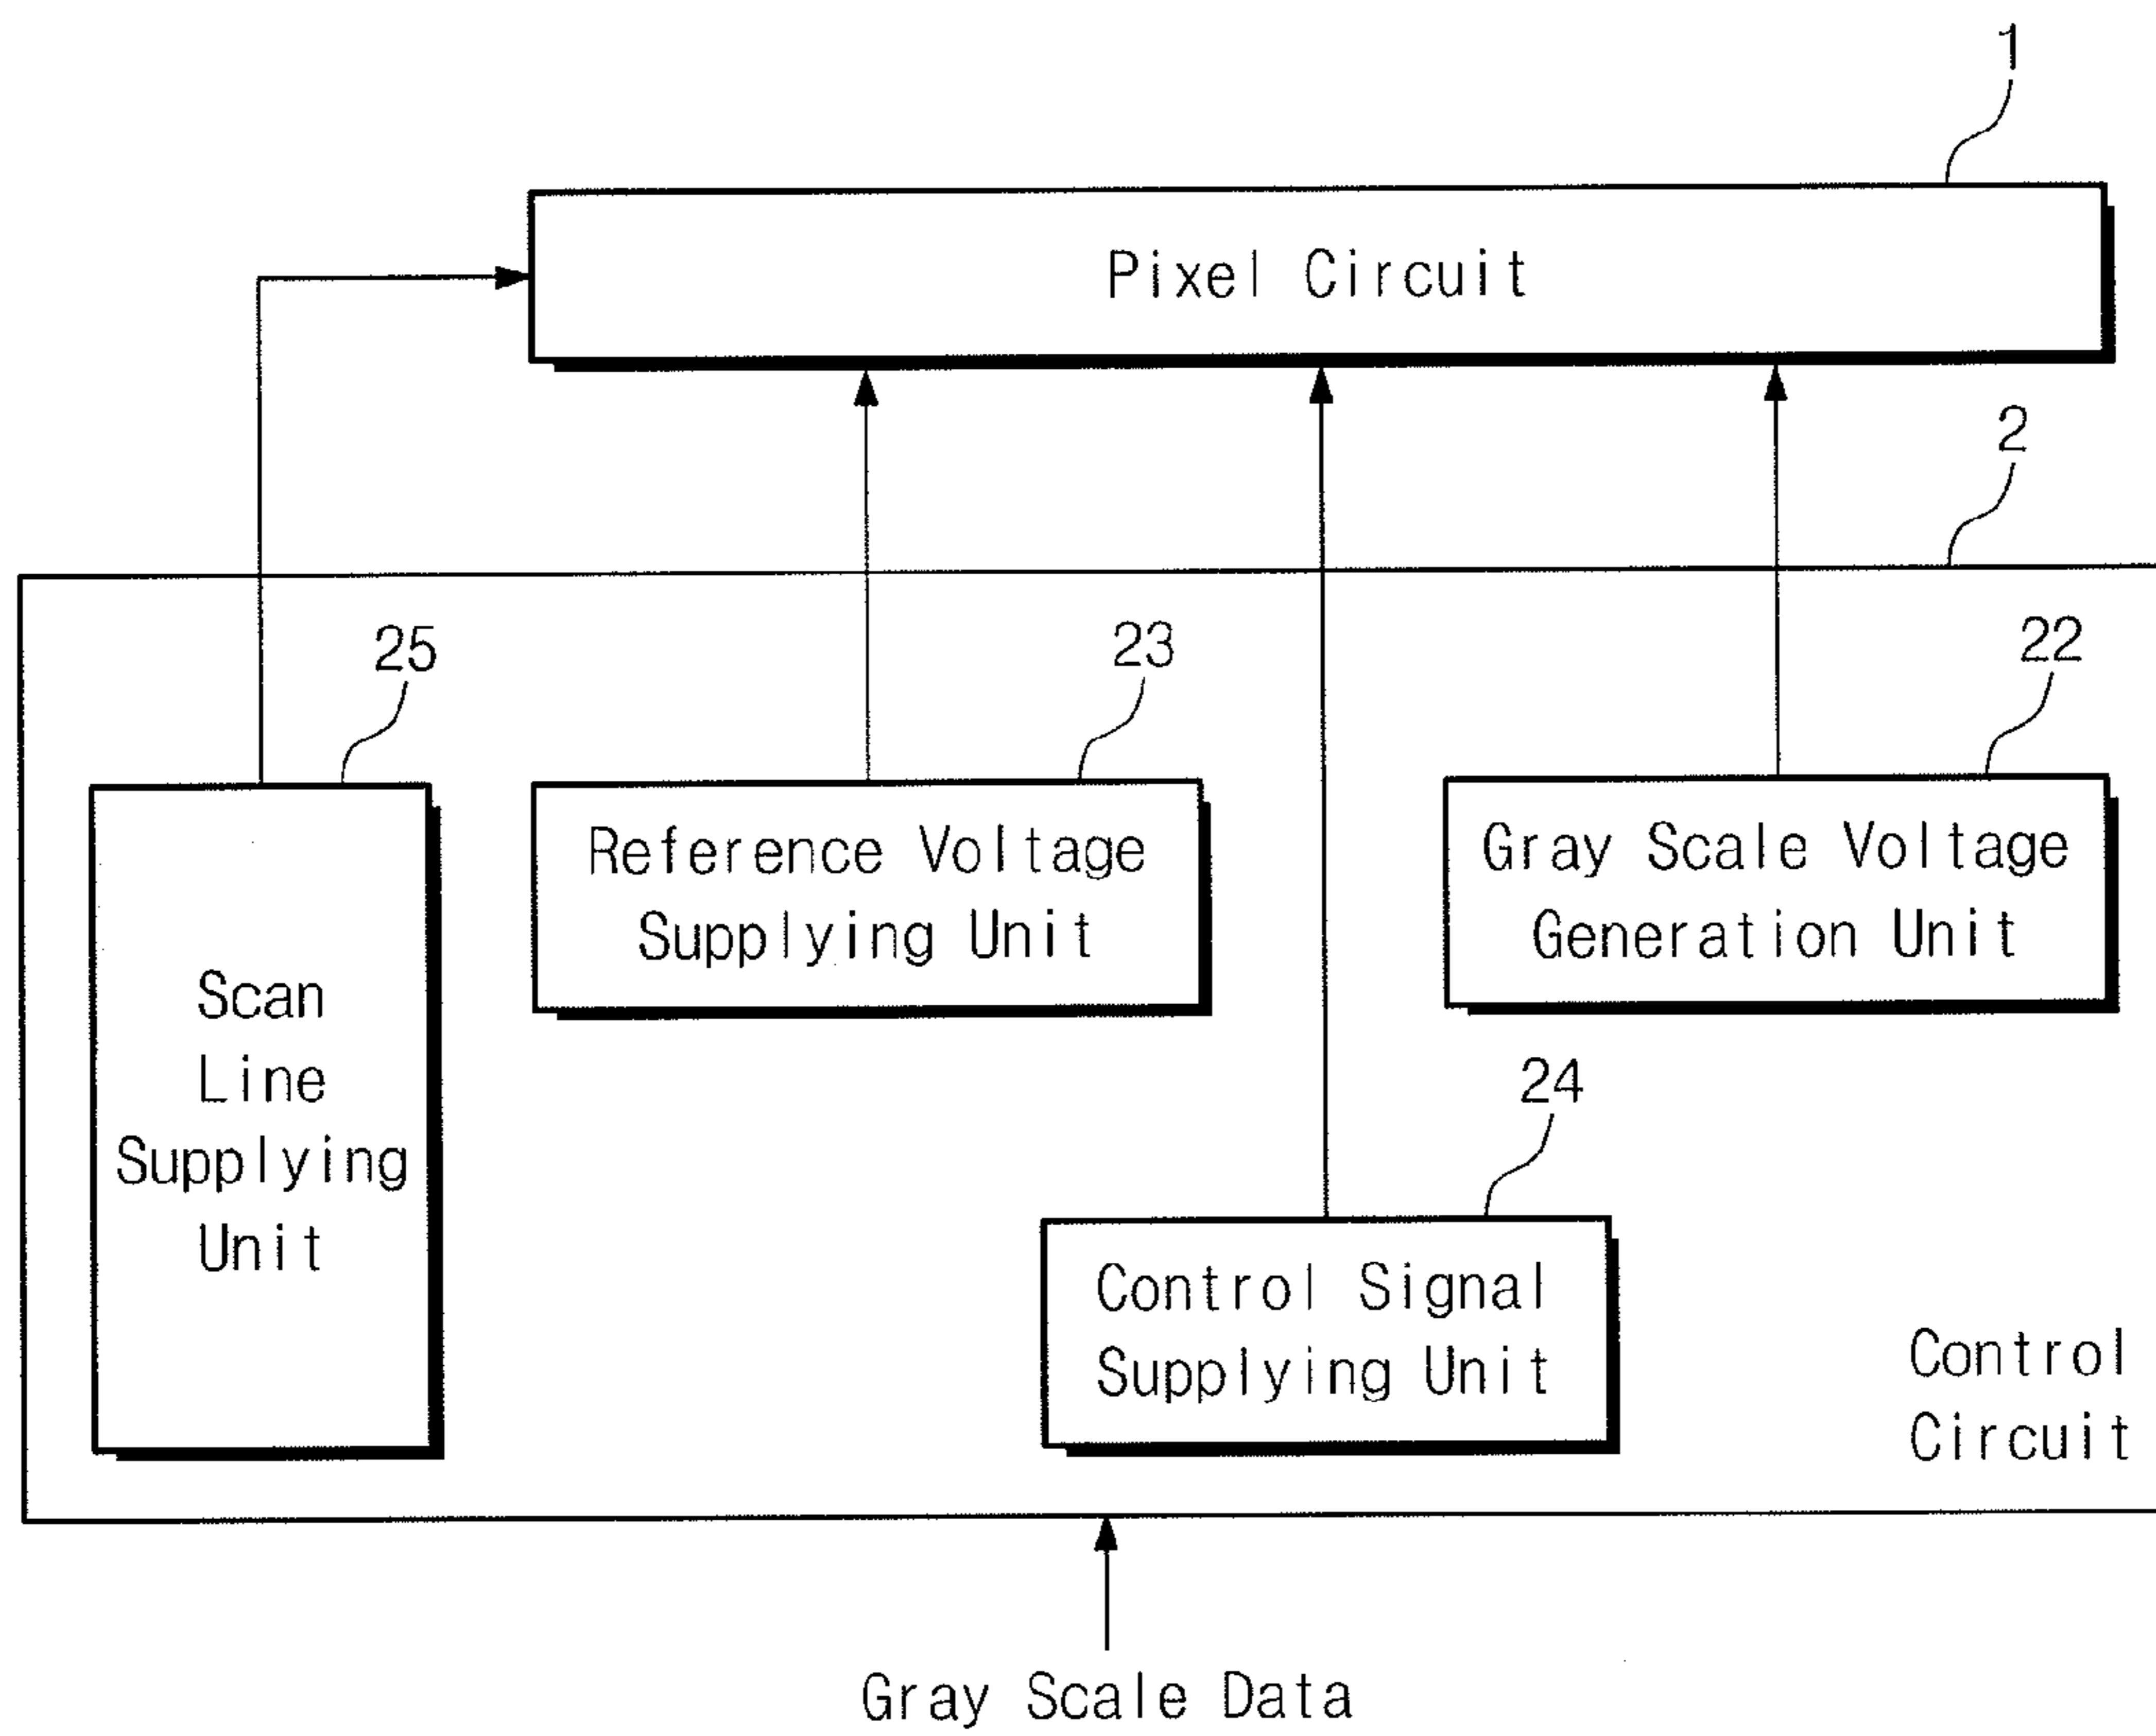 1
Pixel Circuit
2
25
23
22
Reference Voltage
Supplying Unit
Gray Scale Voltage
Generation Unit
Scan
Line
Supplying
Unit
24
Control Signal
Supplying Unit
Control
Circuit
Gray Scale Data